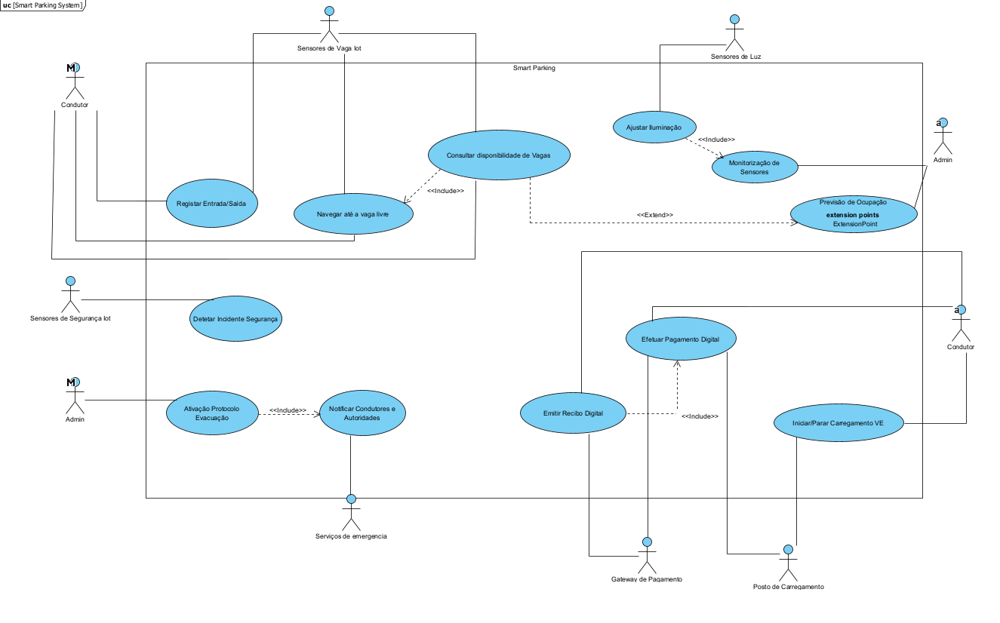 uc [Smart Parking System]
Sensores de Vaga Iot
Sensores de Luz
Smart Parking
M
Condutor
Ajustar Iluminação
<<Include>>
a
Admin
Consultar disponibilidade de Vagas
Monitorização de
Sensores
<<Include>>
Registar Entrada/Saida
Navegar até a vaga livre
Previsão de Ocupação
extension points
ExtensionPoint
<<Extend>>
Sensores de Segurança Iot
Detetar Incidente Segurança
a
Condutor
Efetuar Pagamento Digital
M
Admin
Ativação Protocolo
Evacuação
<<Include>>
Notificar Condutores e
Autoridades
Emitir Recibo Digital
<<Include>>
Iniciar/Parar Carregamento VE
Serviços de emergencia
Gateway de Pagamento
Posto de Carregamento